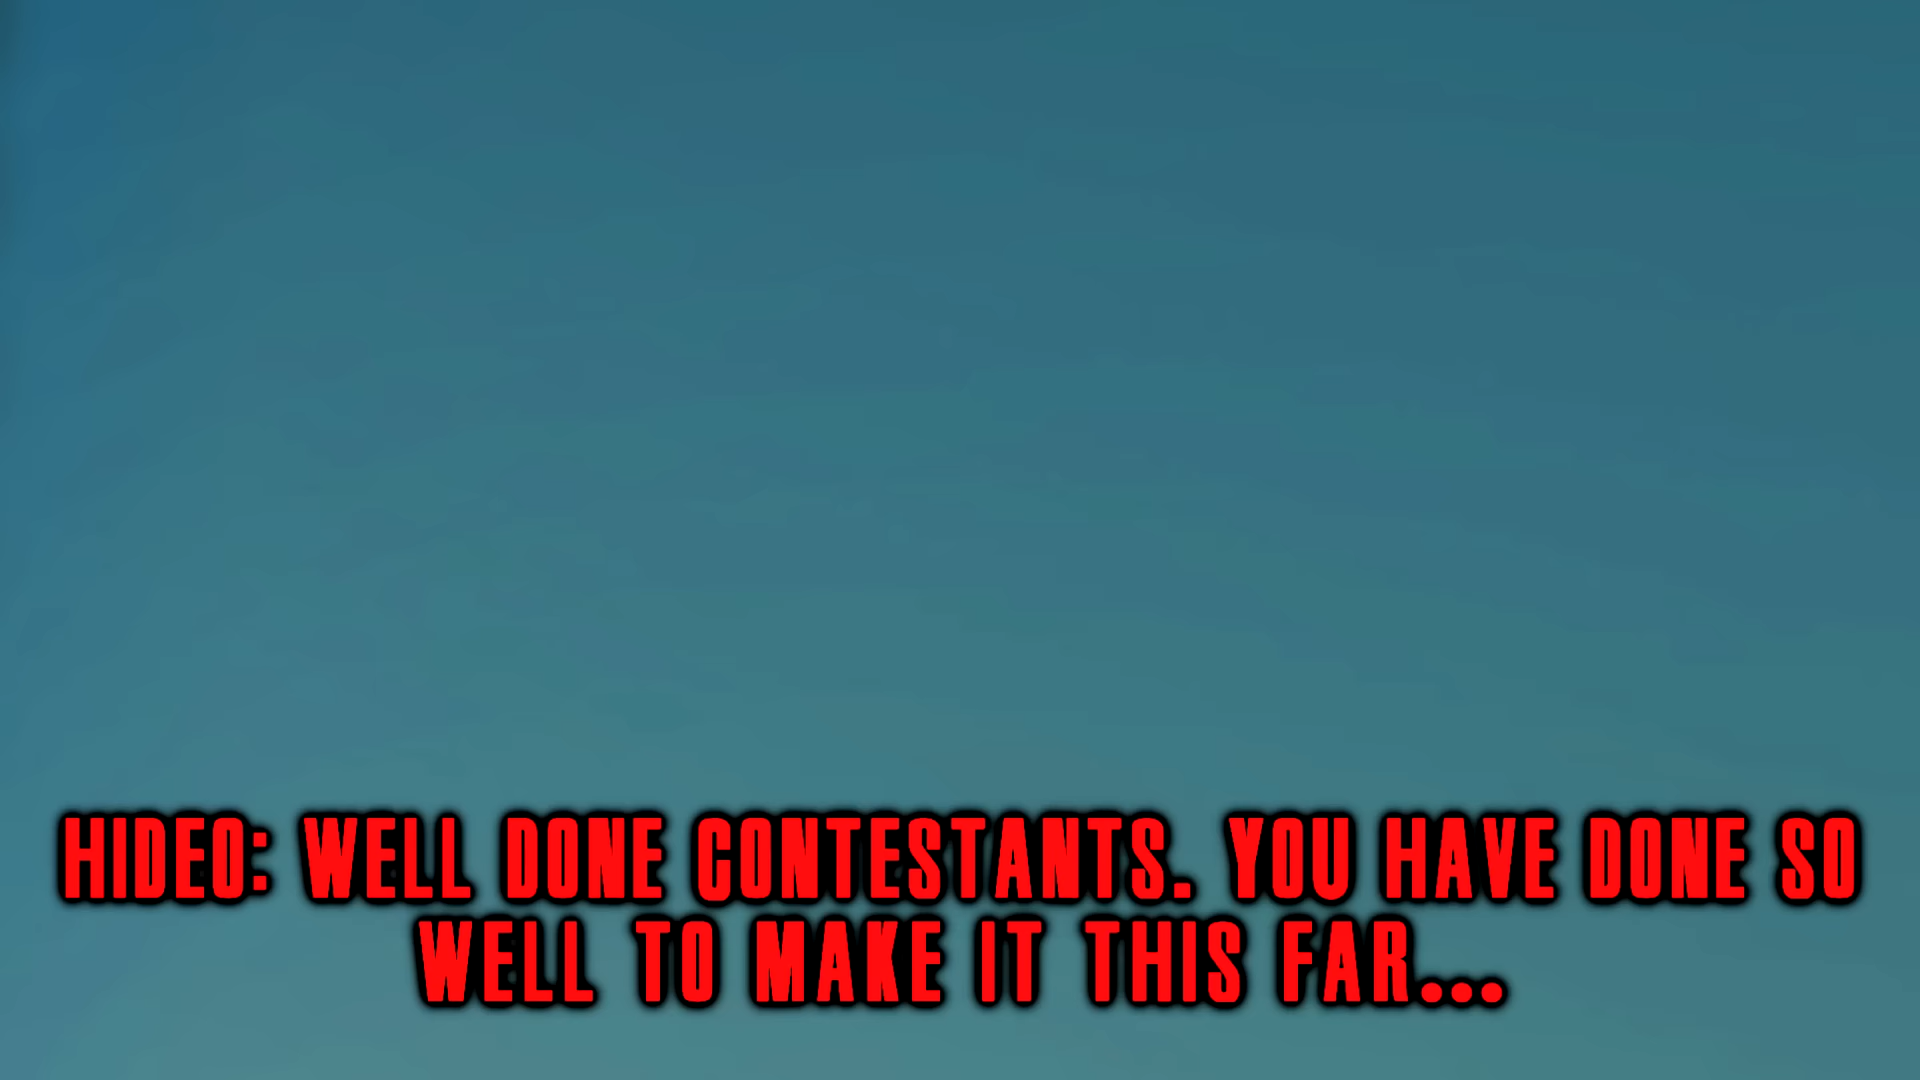 HIDEO: WELL DONE CONTESTANTS. YOU HAVE DONE SO
WELL TO MAKE IT THIS FAR...